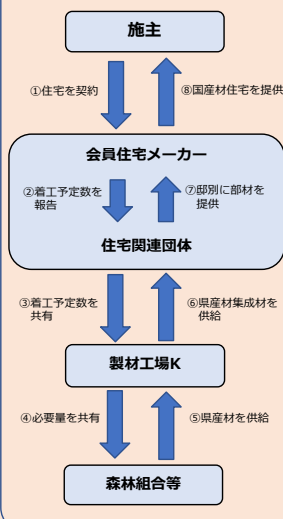 施主
①住宅を契約
⑧国産材住宅を提供
会員住宅メーカー
②着工予定数を
報告
⑦邸別に部材を
提供
住宅関連団体
③着工予定数を
共有
⑥県産材集成材を
供給
製材工場K
④必要量を共有
⑤県産材を供給
森林組合等